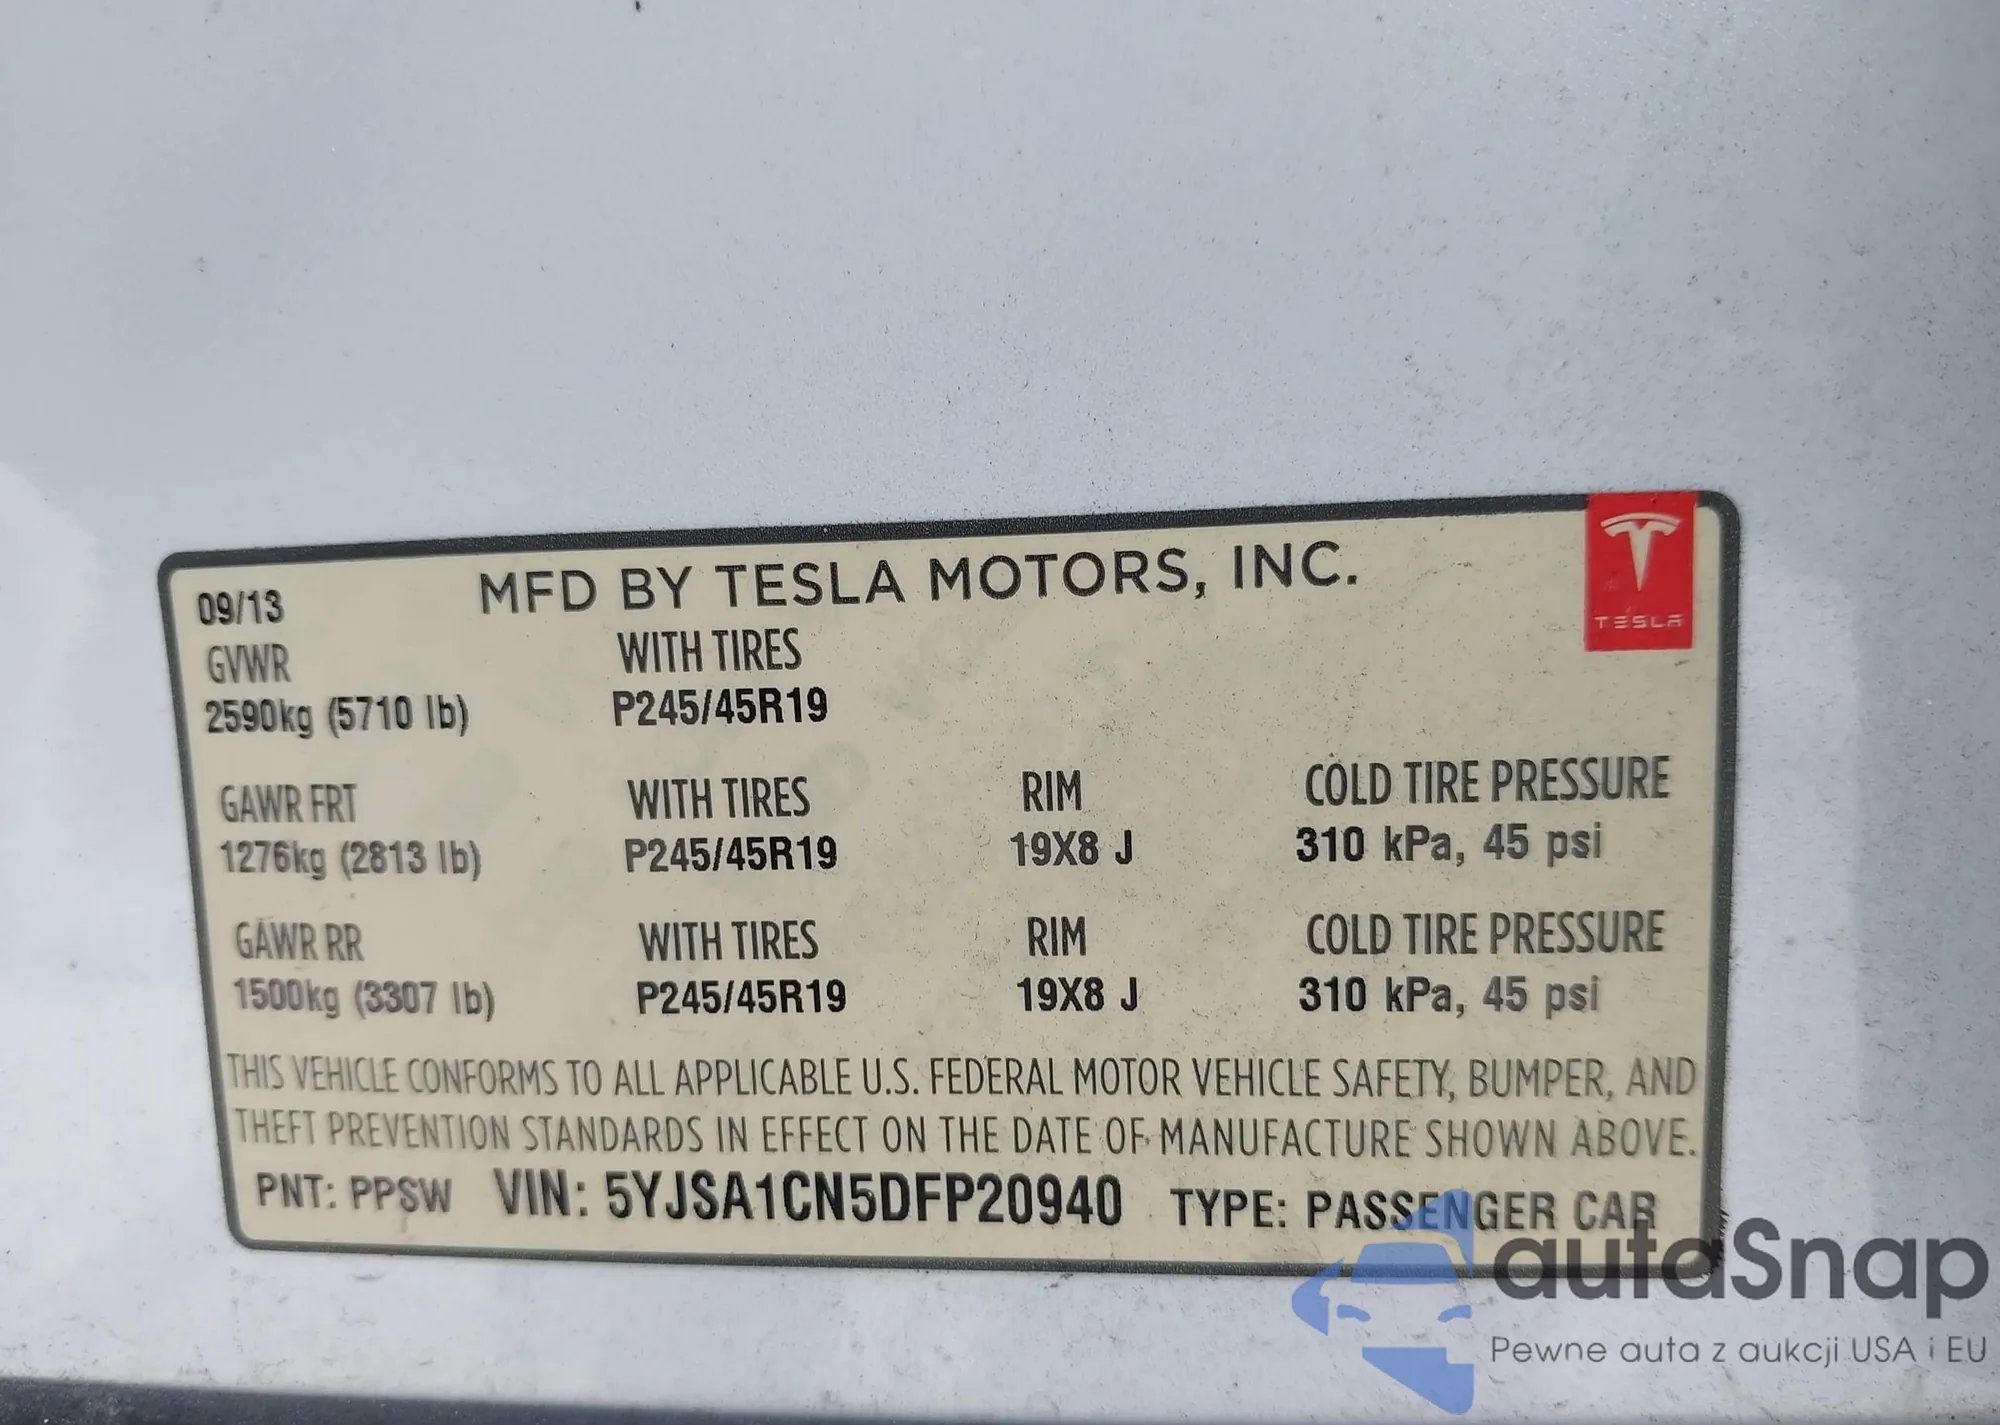 09/13 MFD BY TESLA MOTORS, INC.
TESLA
GVWR WITH TIRES
2590kg (5710 lb) P245/45R19
GAWR FRT WITH TIRES RIM COLD TIRE PRESSURE
1276kg (2813 lb) P245/45R19 19X8 J 310 kPa, 45 psi
GAWR RR WITH TIRES RIM COLD TIRE PRESSURE
1500kg (3307 lb) P245/45R19 19X8 J 310 kPa, 45 psi
THIS VEHICLE CONFORMS TO ALL APPLICABLE U.S. FEDERAL MOTOR VEHICLE SAFETY, BUMPER, AND
THEFT PREVENTION STANDARDS IN EFFECT ON THE DATE OF MANUFACTURE SHOWN ABOVE.
PNT: PPSW VIN: 5YJSA1CN5DFP20940 TYPE: PASSENGER CAR
autaSnap
Pewne auta z aukcji USA i EU